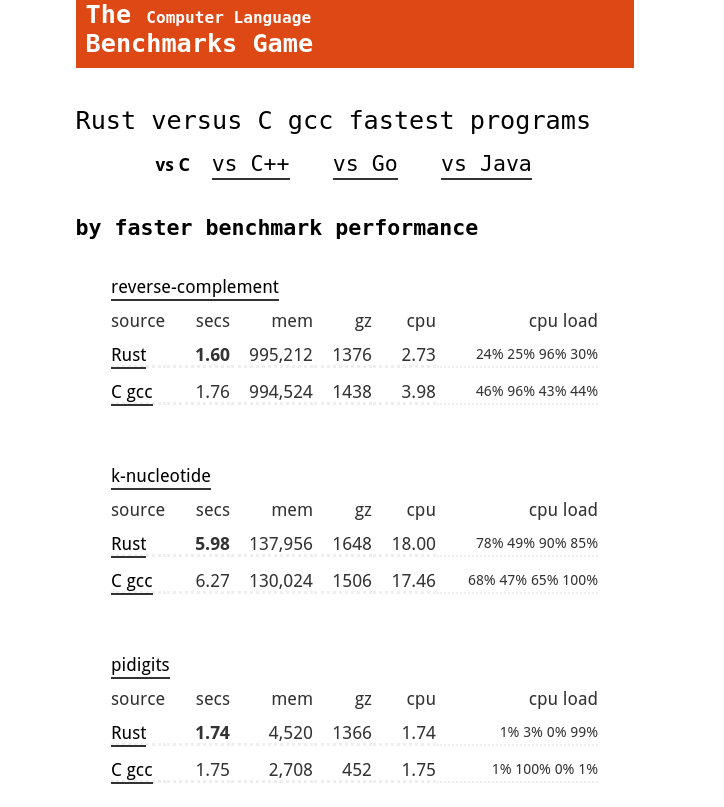 The Computer Language
Benchmarks Game
Rust versus C gcc fastest programs
vs C vs C++ vs Go vs Java
by faster benchmark performance
reverse-complement
source secs mem gz cpu cpu load
Rust 1.60 995,212 1376 2.73 24% 25% 96% 30%
C gcc 1.76 994,524 1438 3.98 46% 96% 43% 44%
k-nucleotide
source secs mem gz cpu cpu load
Rust 5.98 137,956 1648 18.00 78% 49% 90% 85%
C gcc 6.27 130,024 1506 17.46 68% 47% 65% 100%
pidigits
source secs mem gz cpu cpu load
Rust 1.74 4,520 1366 1.74 1% 3% 0% 99%
C gcc 1.75 2,708 452 1.75 1% 100% 0% 1%